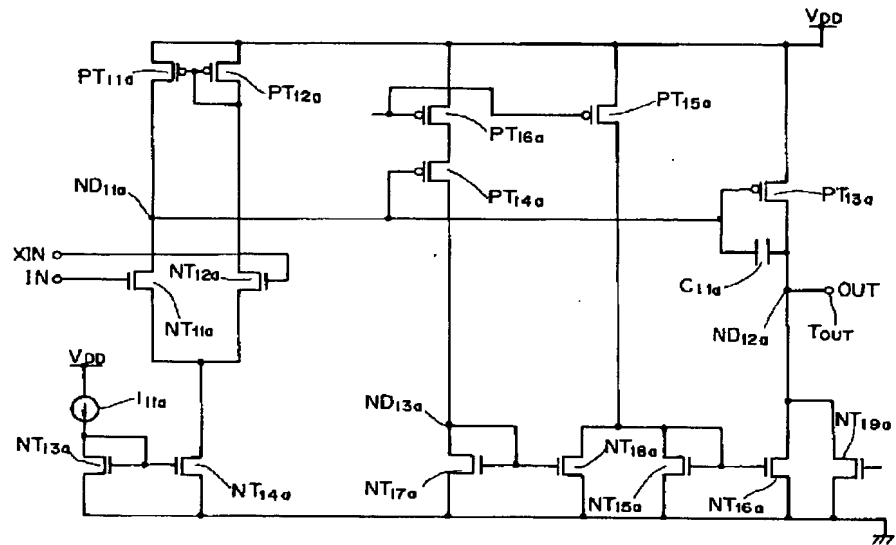 VDD
PT11a
PT12a
PT15a
PT16a
PT14a
PT13a
ND11a
XIN
IN
NT12a
NT11a
C11a
OUT
TOUT
ND12a
VDD
I11a
ND13a
NT19a
NT13a
NT18a
NT14a
NT17a
NT15a
NT16a